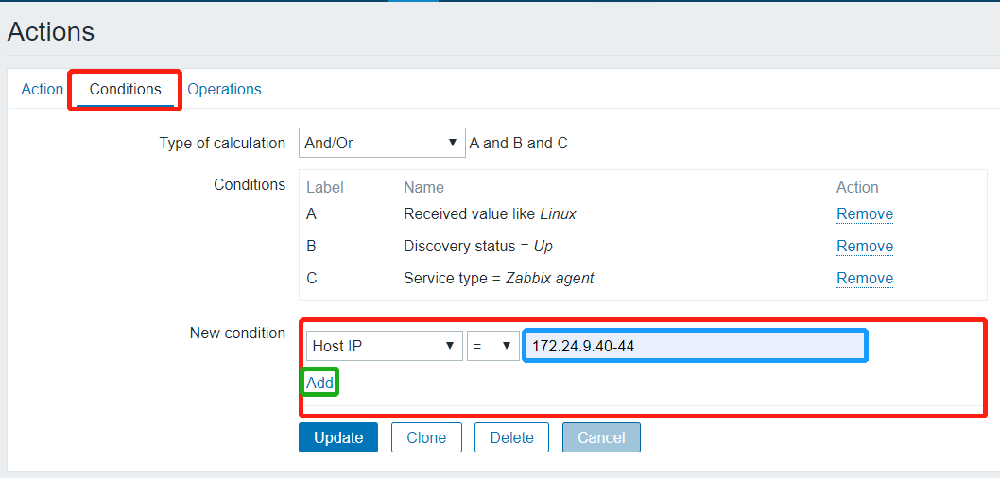 Actions
Action Conditions Operations
Type of calculation And/Or ▼ A and B and C
Conditions Label Name Action
A Received value like Linux Remove
B Discovery status = Up Remove
C Service type = Zabbix agent Remove
New condition Host IP ▼ = ▼ 172.24.9.40-44
Add
Update Clone Delete Cancel